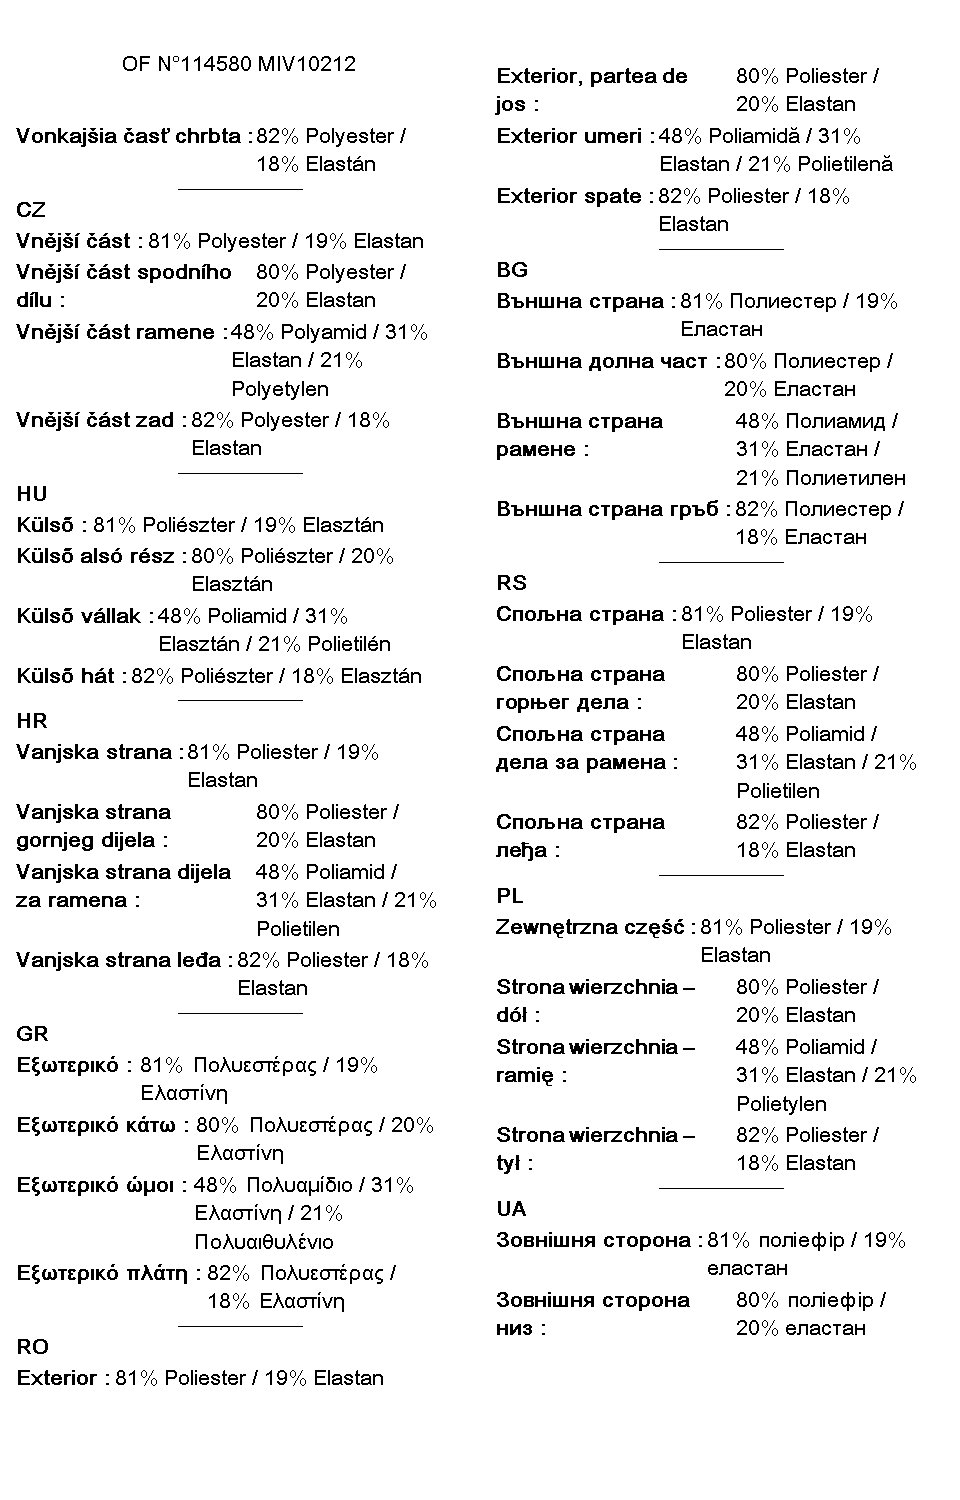 OF N°114580 MIV10212
Vonkajšia časť chrbta : 82% Polyester /
18% Elastán
CZ
Vnější část : 81% Polyester / 19% Elastan
Vnější část spodního 80% Polyester /
dílu : 20% Elastan
Vnější část ramene : 48% Polyamid / 31%
Elastan / 21%
Polyetylen
Vnější část zad : 82% Polyester / 18%
Elastan
HU
Külső : 81% Poliészter / 19% Elasztán
Külső alsó rész : 80% Poliészter / 20%
Elasztán
Külső vállak : 48% Poliamid / 31%
Elasztán / 21% Polietilén
Külső hát : 82% Poliészter / 18% Elasztán
HR
Vanjska strana : 81% Poliester / 19%
Elastan
Vanjska strana 80% Poliester /
gornjeg dijela : 20% Elastan
Vanjska strana dijela 48% Poliamid /
za ramena : 31% Elastan / 21%
Polietilen
Vanjska strana leđa : 82% Poliester / 18%
Elastan
GR
Εξωτερικό : 81% Πολυεστέρας / 19%
Ελαστίνη
Εξωτερικό κάτω : 80% Πολυεστέρας / 20%
Ελαστίνη
Εξωτερικό ώμοι : 48% Πολυαμίδιο / 31%
Ελαστίνη / 21%
Πολυαιθυλένιο
Εξωτερικό πλάτη : 82% Πολυεστέρας /
18% Ελαστίνη
RO
Exterior : 81% Poliester / 19% Elastan
Exterior, partea de 80% Poliester /
jos : 20% Elastan
Exterior umeri : 48% Poliamidă / 31%
Elastan / 21% Polietilenă
Exterior spate : 82% Poliester / 18%
Elastan
BG
Външна страна : 81% Полиестер / 19%
Еластан
Външна долна част : 80% Полиестер /
20% Еластан
Външна страна 48% Полиамид /
рамене : 31% Еластан /
21% Полиетилен
Външна страна гръб : 82% Полиестер /
18% Еластан
RS
Спољна страна : 81% Poliester / 19%
Elastan
Спољна страна 80% Poliester /
горњег дела : 20% Elastan
Спољна страна 48% Poliamid /
дела за рамена : 31% Elastan / 21%
Polietilen
Спољна страна 82% Poliester /
леђа : 18% Elastan
PL
Zewnętrzna część : 81% Poliester / 19%
Elastan
Strona wierzchnia – 80% Poliester /
dół : 20% Elastan
Strona wierzchnia – 48% Poliamid /
ramię : 31% Elastan / 21%
Polietylen
Strona wierzchnia – 82% Poliester /
tył : 18% Elastan
UA
Зовнішня сторона : 81% поліефір / 19%
еластан
Зовнішня сторона 80% поліефір /
низ : 20% еластан